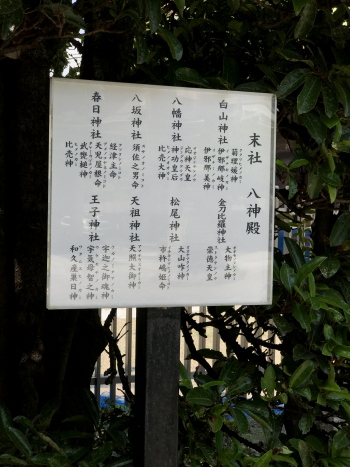 末社 八神殿
白山神社
菊理媛神
伊邪那岐神
伊邪那美神
金刀比羅神社
大物主神
崇徳天皇
八幡神社
応神天皇
神功皇后
比売大神
松尾神社
大山咋神
市杵嶋姫命
八坂神社
須佐之男命
天祖神社
天照大御神
春日神社
経津主命
天児屋根命
武甕槌神
比売神
王子神社
宇迦之御魂神
宇気母智之神
和久産巣日神